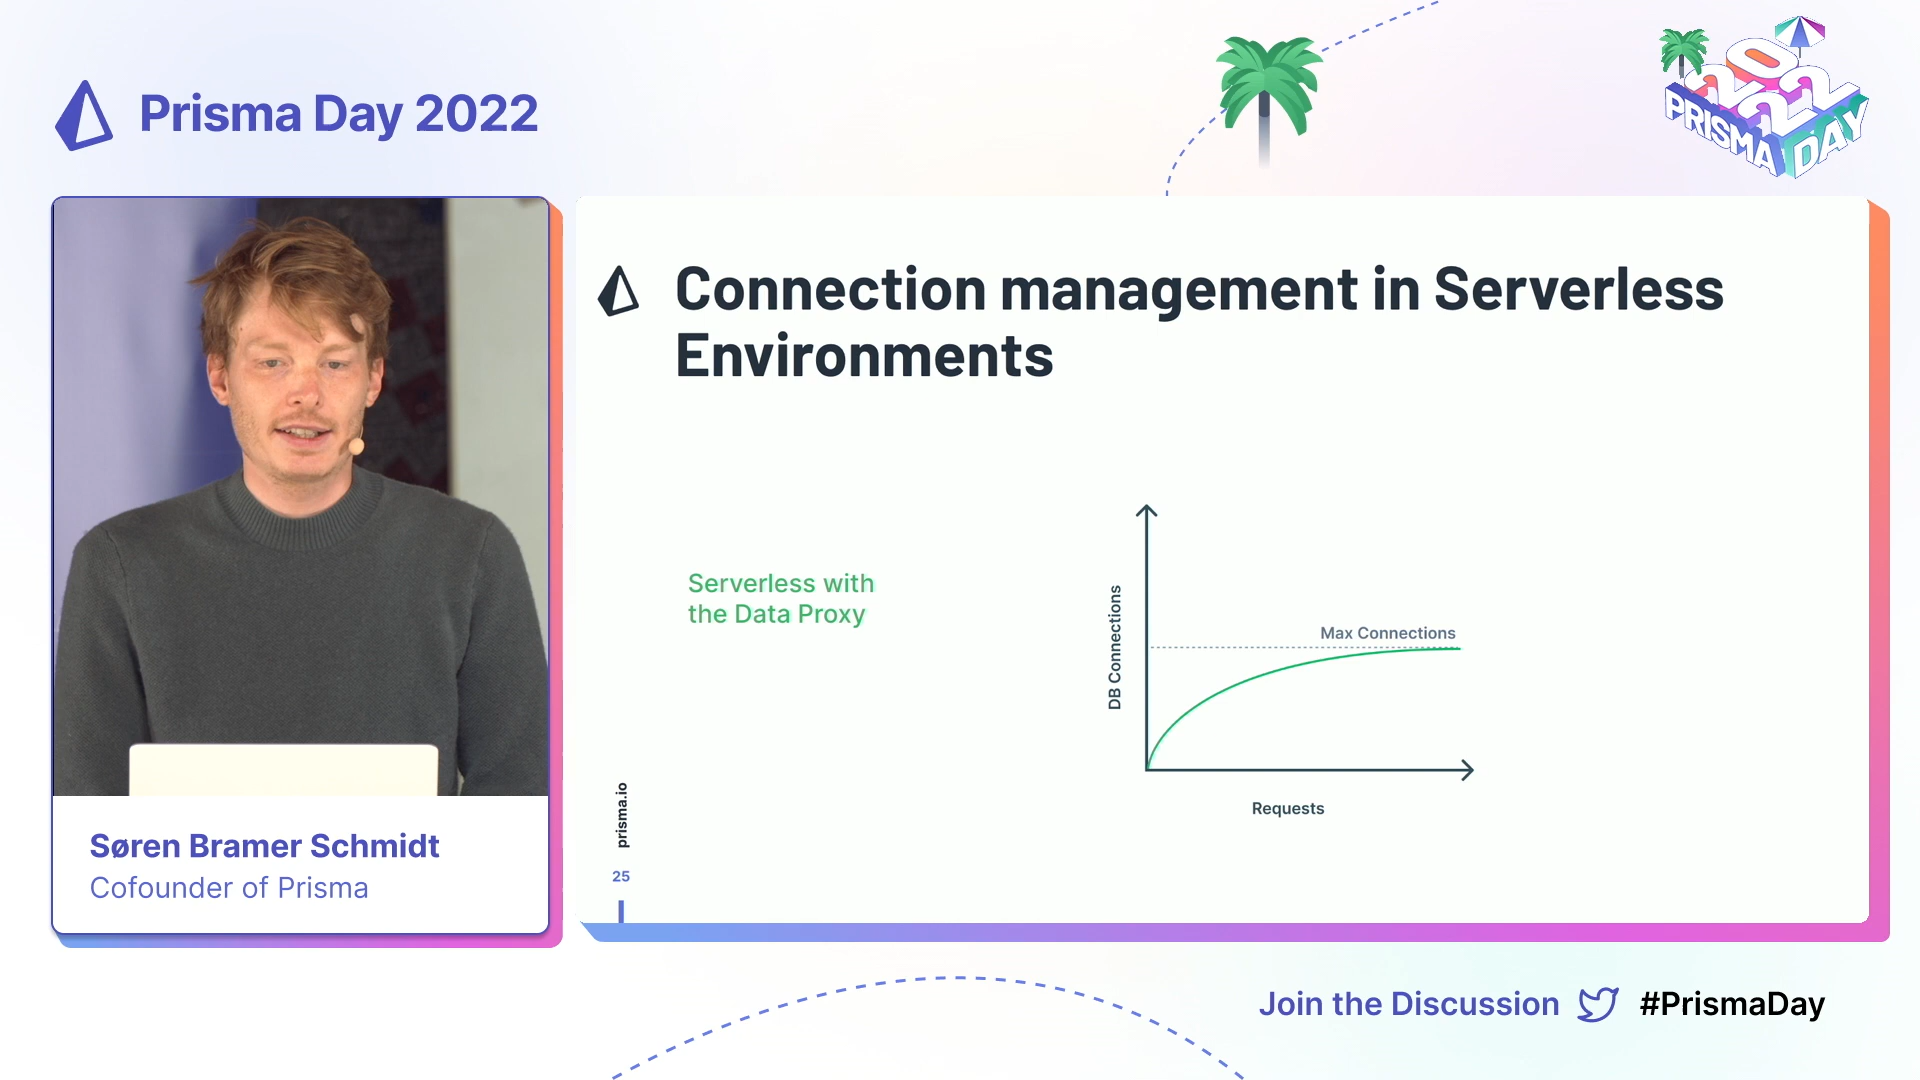 Prisma Day 2022
2022
PRISMA DAY
Connection management in Serverless
Environments
Serverless with
the Data Proxy
DB Connections
Max Connections
Requests
prisma.io
25
Søren Bramer Schmidt
Cofounder of Prisma
Join the Discussion #PrismaDay